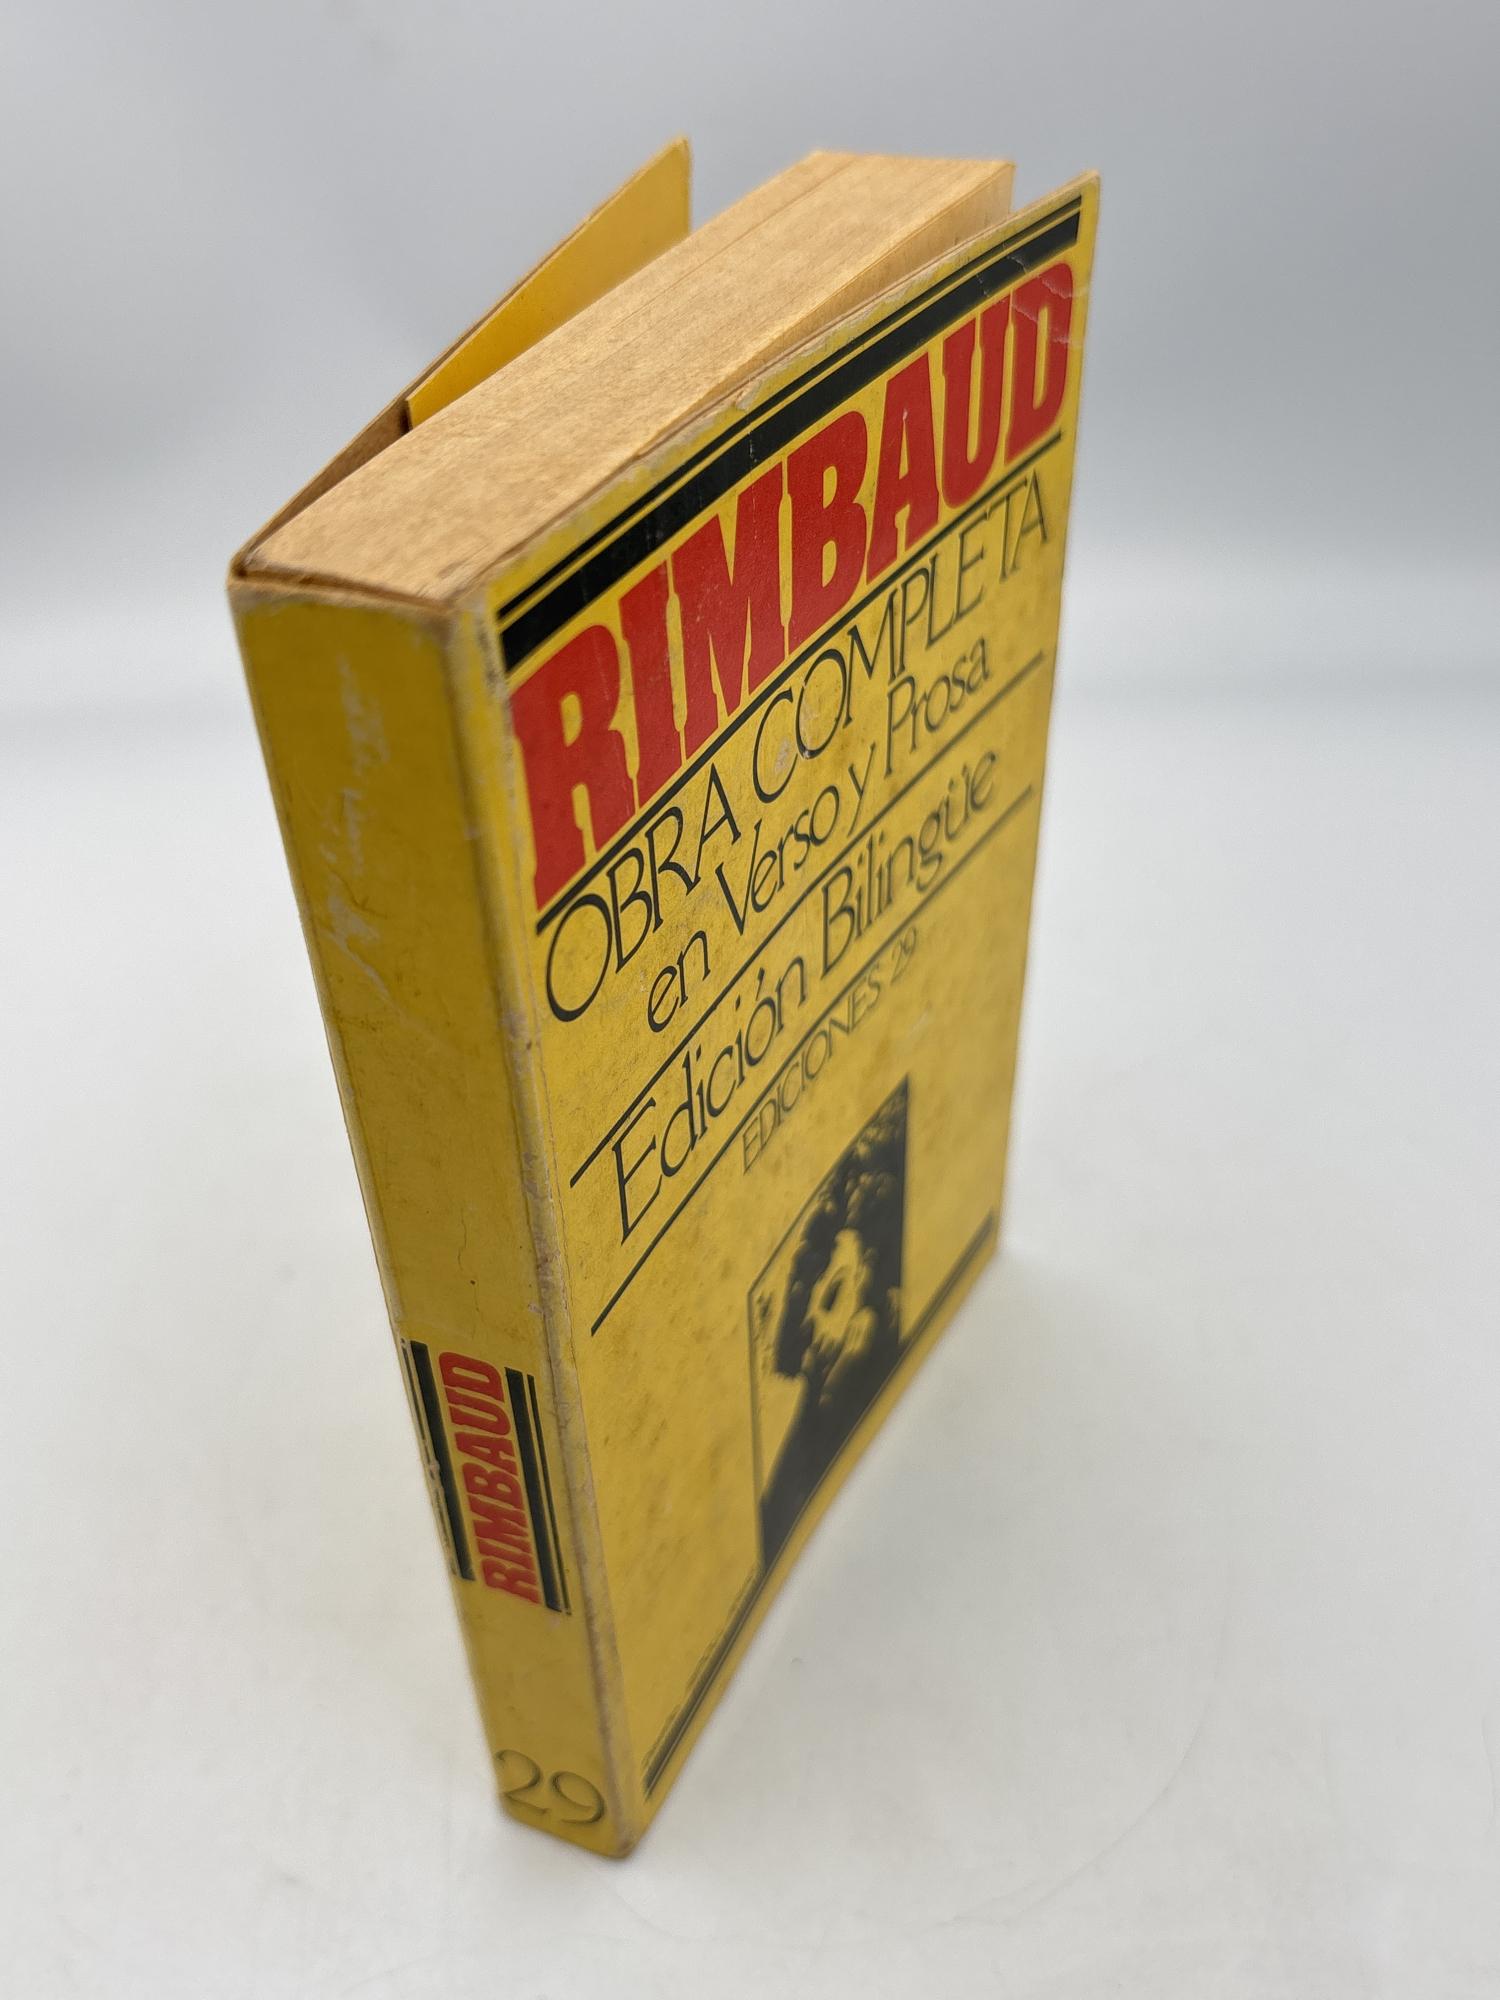 RIMBAUD
OBRA COMPLETA
en Verso y Prosa
Edición Bilingüe
EDICIONES 29
RIMBAUD
29